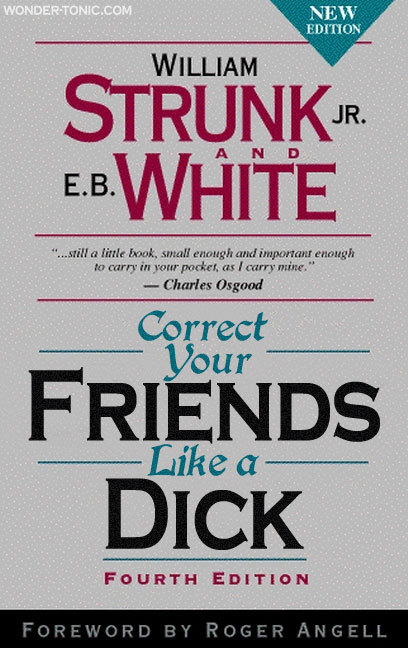 WONDER-TONIC.COM
NEW
EDITION
WILLIAM
STRUNK JR.
AND
E.B. WHITE
“...still a little book, small enough and important enough
to carry in your pocket, as I carry mine.”
— Charles Osgood
Correct
Your
FRIENDS
Like a
DICK
FOURTH EDITION
FOREWORD BY ROGER ANGELL